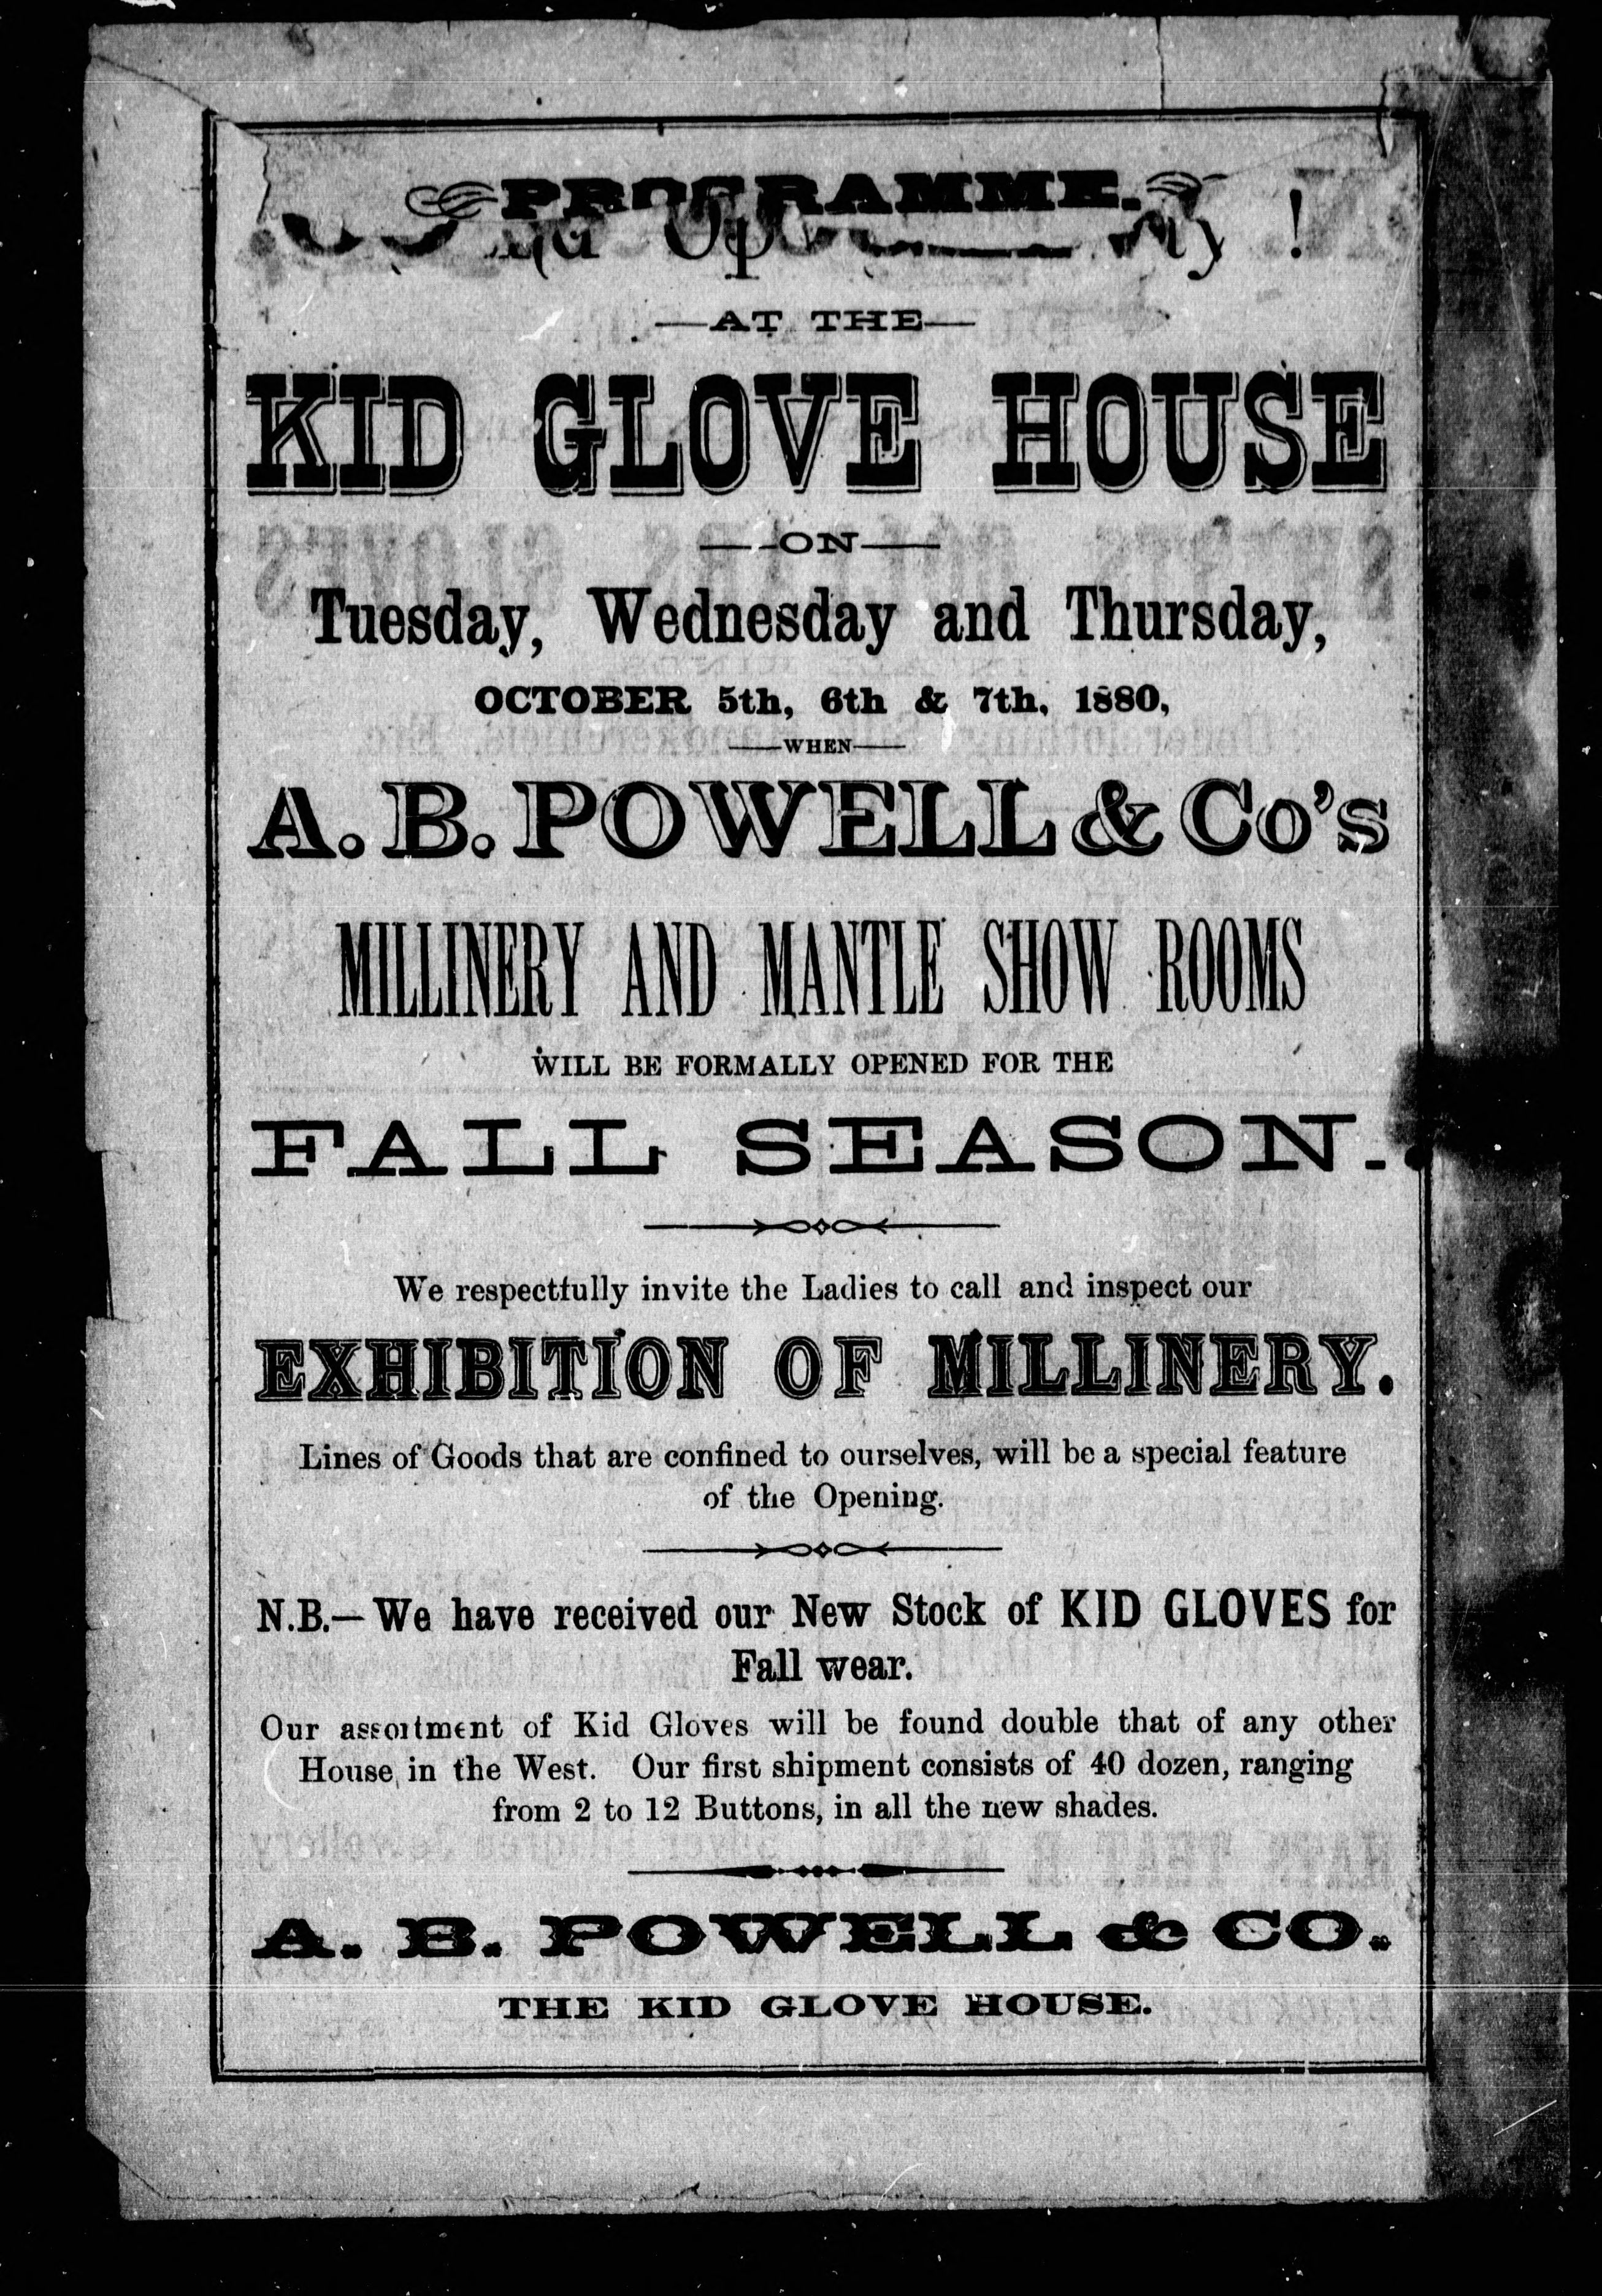 PROGRAMME.
!
—AT THE—
KID GLOVE HOUSE
—ON—
Tuesday, Wednesday and Thursday,
OCTOBER 5th, 6th & 7th, 1880,
—WHEN—
A. B. POWELL & Co's
MILLINERY AND MANTLE SHOW ROOMS
WILL BE FORMALLY OPENED FOR THE
FALL SEASON.
We respectfully invite the Ladies to call and inspect our
EXHIBITION OF MILLINERY.
Lines of Goods that are confined to ourselves, will be a special feature
of the Opening.
N.B.—We have received our New Stock of KID GLOVES for
Fall wear.
Our assortment of Kid Gloves will be found double that of any other
House in the West. Our first shipment consists of 40 dozen, ranging
from 2 to 12 Buttons, in all the new shades.
A. B. POWELL & CO.
THE KID GLOVE HOUSE.